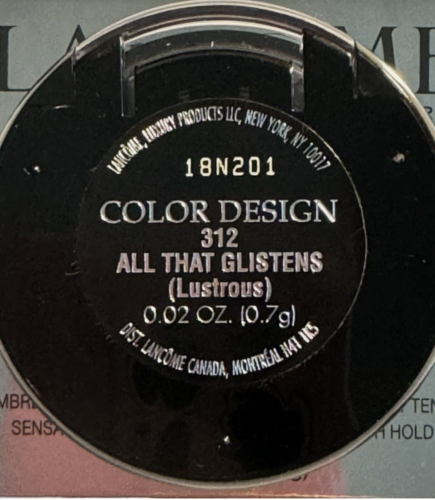 LANCÔME, LUXURY PRODUCTS LLC, NEW YORK, NY 10017
18N201
COLOR DESIGN
312
ALL THAT GLISTENS
(Lustrous)
0.02 OZ. (0.7g)
DIST. LANCÔME CANADA, MONTRÉAL H4T 1K5